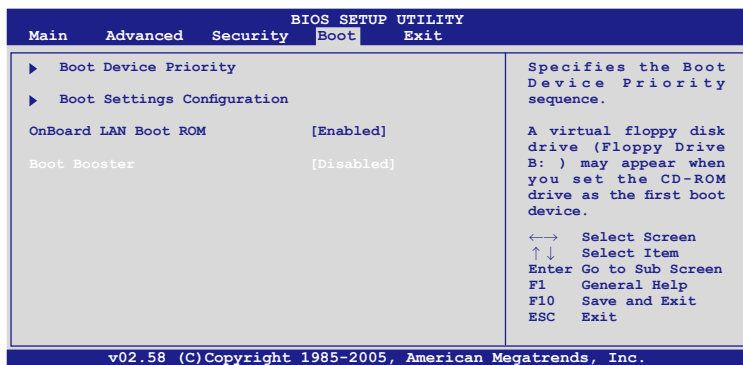 BIOS SETUP UTILITY
Main Advanced Security Boot Exit
Boot Device Priority
Boot Settings Configuration
OnBoard LAN Boot ROM [Enabled]
Boot Booster [Disabled]
Specifies the Boot
Device Priority
sequence.
A virtual floppy disk
drive (Floppy Drive
B: ) may appear when
you set the CD-ROM
drive as the first boot
device.
←→ Select Screen
↑↓ Select Item
Enter Go to Sub Screen
F1 General Help
F10 Save and Exit
ESC Exit
v02.58 (C)Copyright 1985-2005, American Megatrends, Inc.